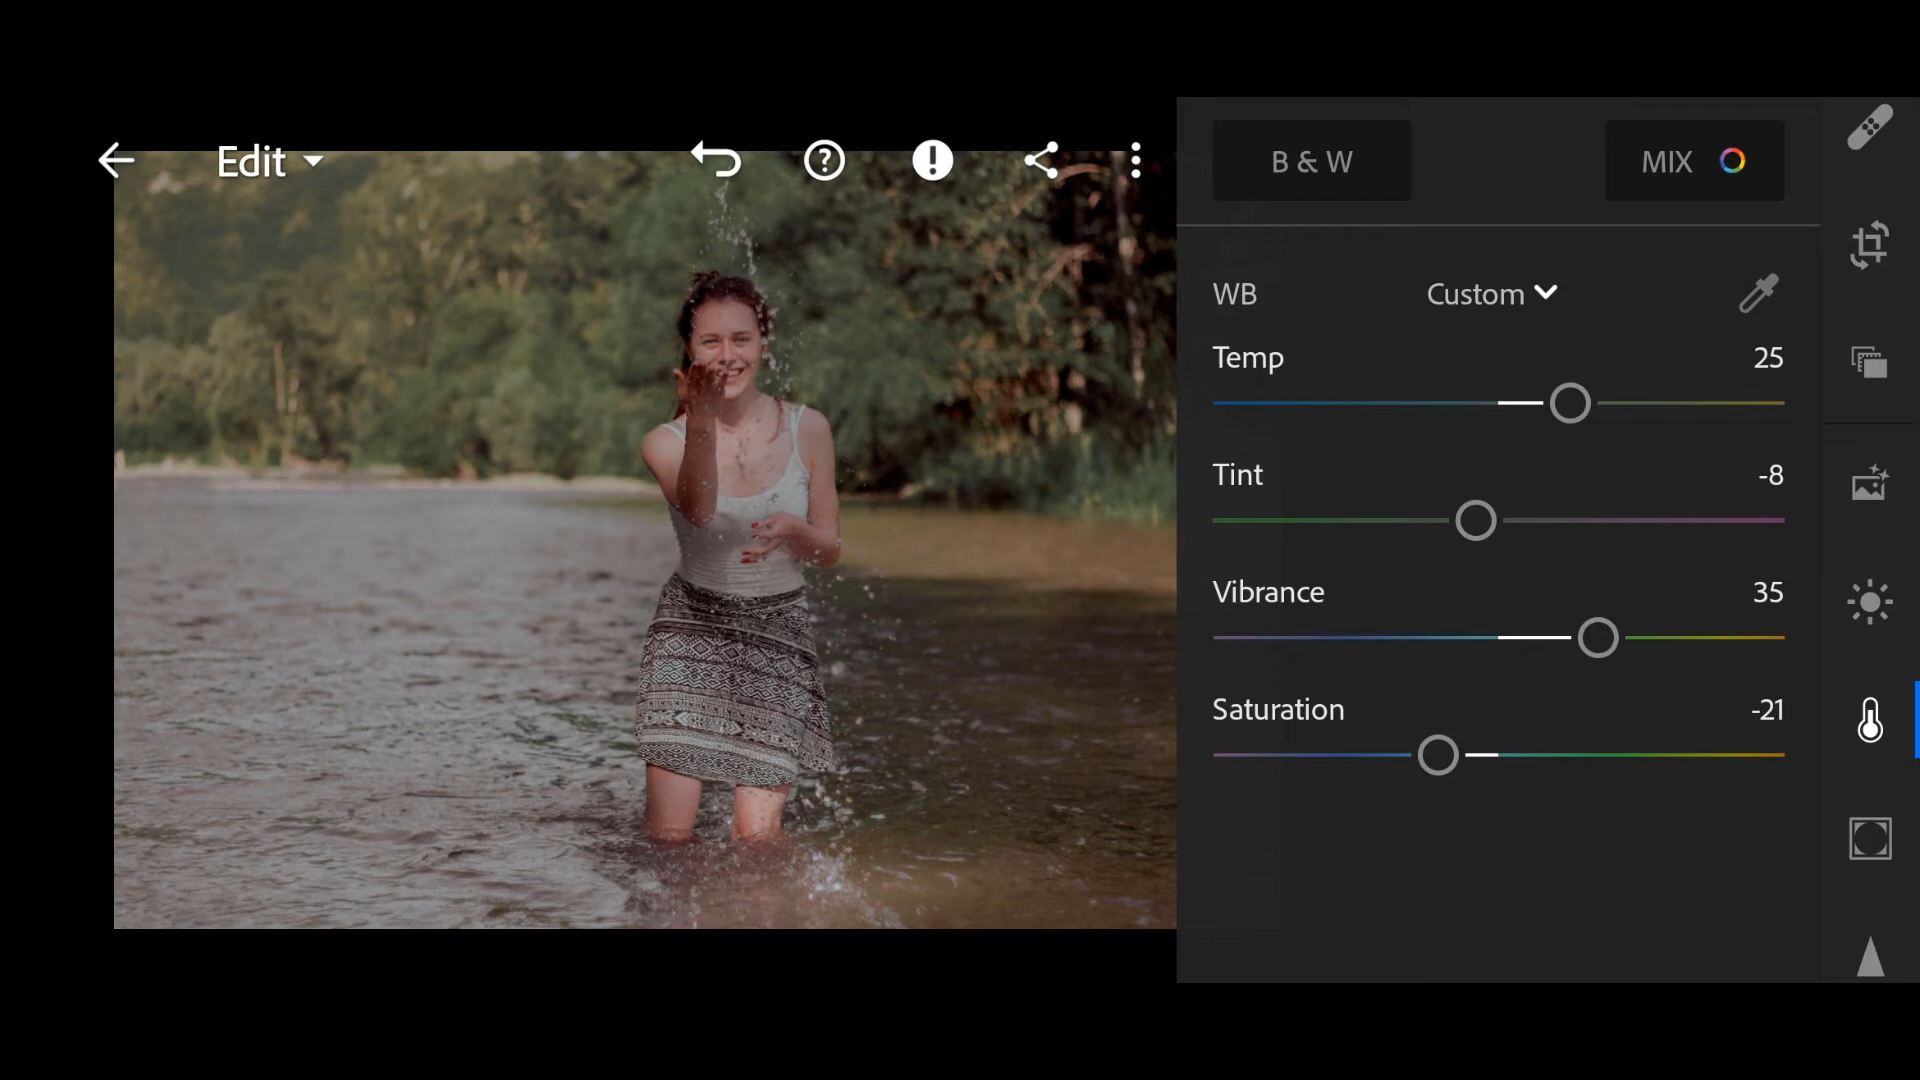 Edit
B & W
MIX
WB Custom
Temp 25
Tint -8
Vibrance 35
Saturation -21